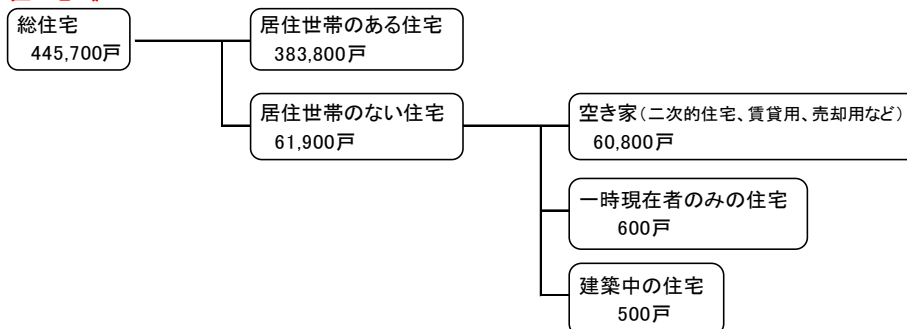 総住宅
445,700戸
居住世帯のある住宅
383,800戸
居住世帯のない住宅
61,900戸
空き家(二次的住宅、賃貸用、売却用など)
60,800戸
一時現在者のみの住宅
600戸
建築中の住宅
500戸